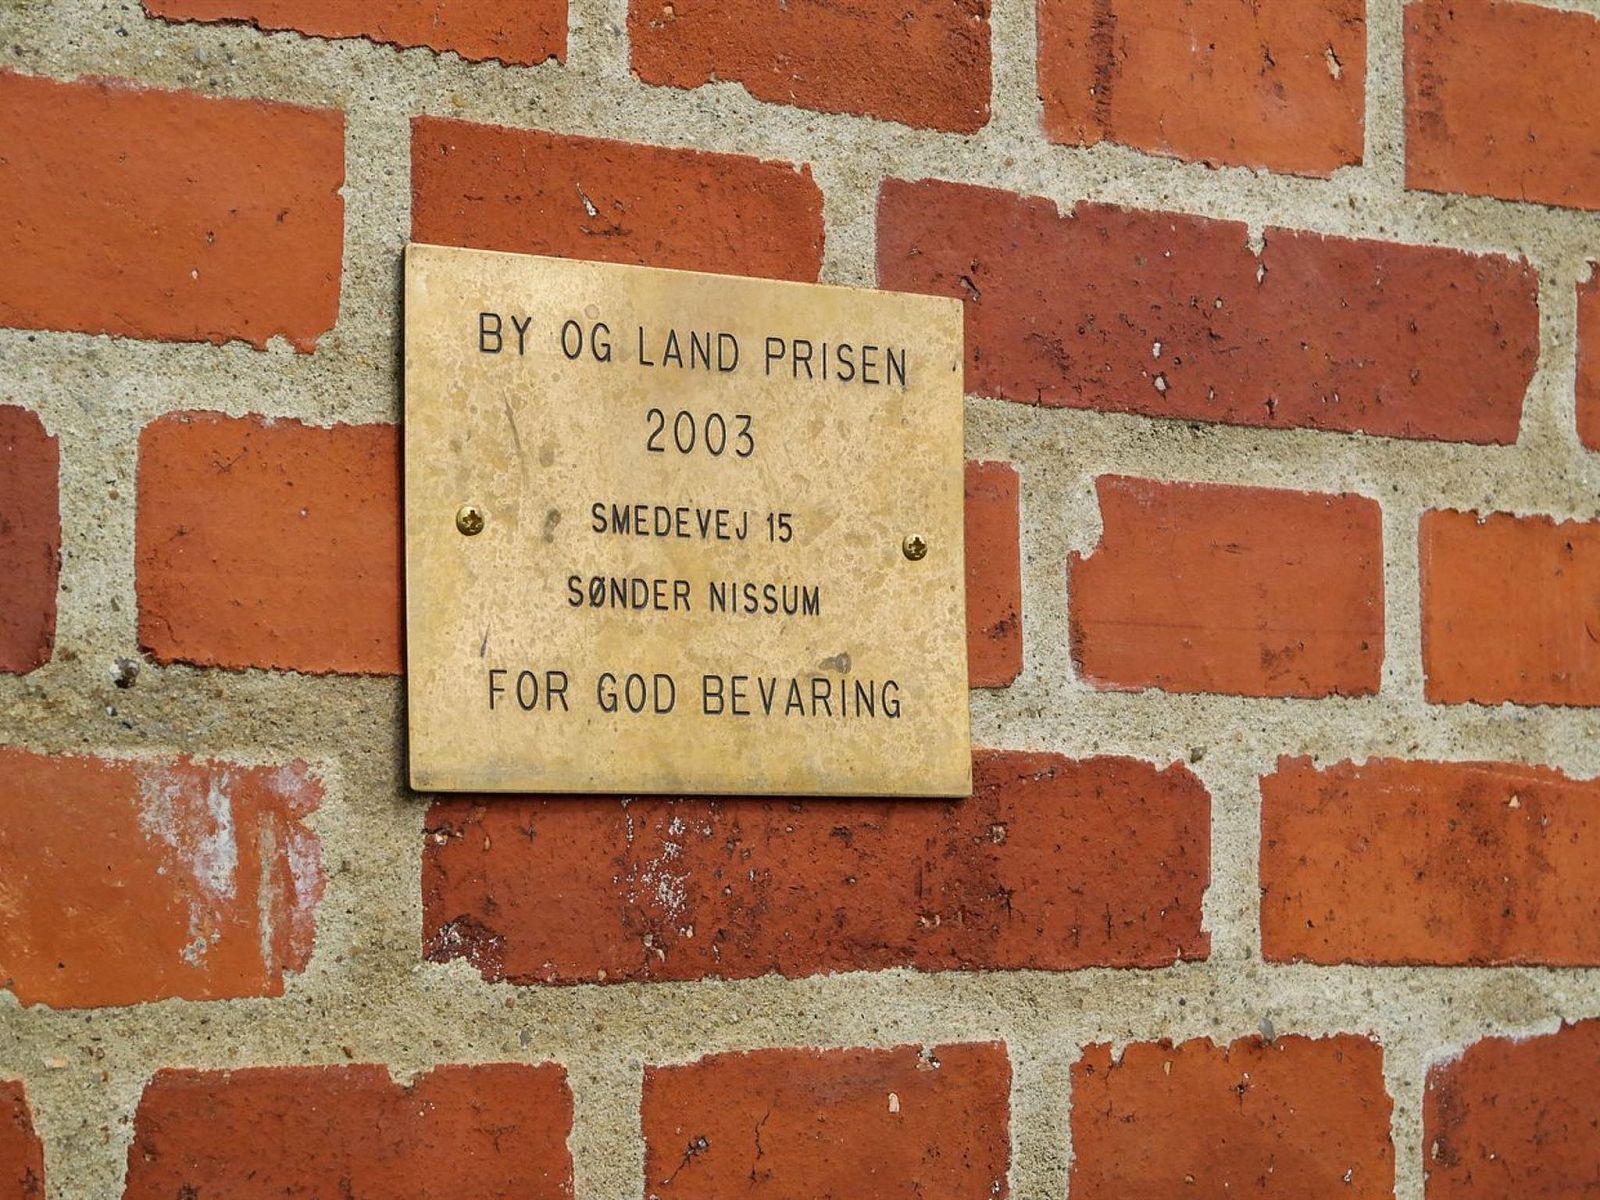 BY OG LAND PRISEN
2003
SMEDEVEJ 15
SØNDER NISSUM
FOR GOD BEVARING